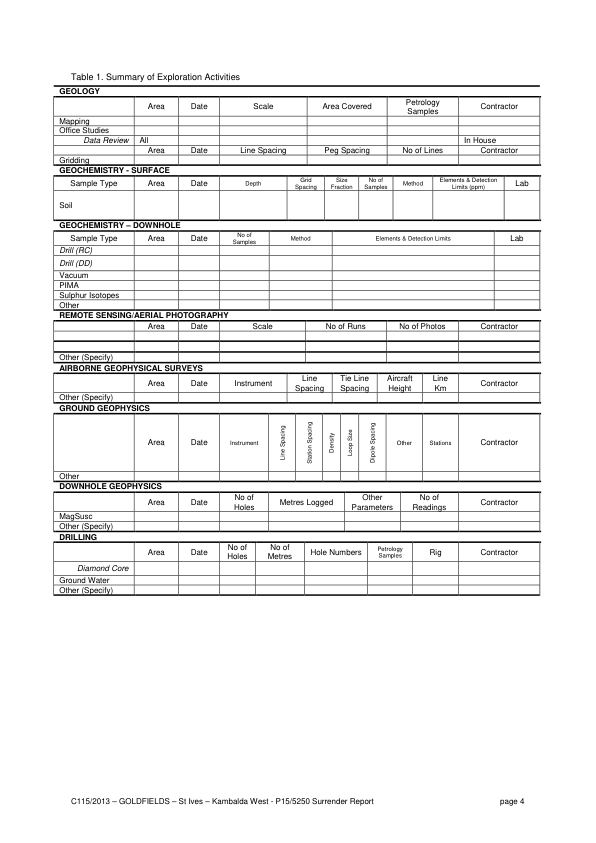 Table 1. Summary of Exploration Activities
GEOLOGY
Area Date Scale Area Covered Petrology Samples Contractor
Mapping
Office Studies
Data Review All In House
Area Date Line Spacing Peg Spacing No of Lines Contractor
Gridding
GEOCHEMISTRY - SURFACE
Sample Type Area Date Depth Grid Spacing Size Fraction No of Samples Method Elements & Detection Limits (ppm) Lab
Soil
GEOCHEMISTRY – DOWNHOLE
Sample Type Area Date No of Samples Method Elements & Detection Limits Lab
Drill (RC)
Drill (DD)
Vacuum
PIMA
Sulphur Isotopes
Other
REMOTE SENSING/AERIAL PHOTOGRAPHY
Area Date Scale No of Runs No of Photos Contractor
Other (Specify)
AIRBORNE GEOPHYSICAL SURVEYS
Area Date Instrument Line Spacing Tie Line Spacing Aircraft Height Line Km Contractor
Other (Specify)
GROUND GEOPHYSICS
Area Date Instrument Line Spacing Station Spacing Density Loop Size Dipole Spacing Other Stations Contractor
Other
DOWNHOLE GEOPHYSICS
Area Date No of Holes Metres Logged Other Parameters No of Readings Contractor
MagSusc
Other (Specify)
DRILLING
Area Date No of Holes No of Metres Hole Numbers Petrology Samples Rig Contractor
Diamond Core
Ground Water
Other (Specify)
C115/2013 – GOLDFIELDS – St Ives – Kambalda West - P15/5250 Surrender Report page 4